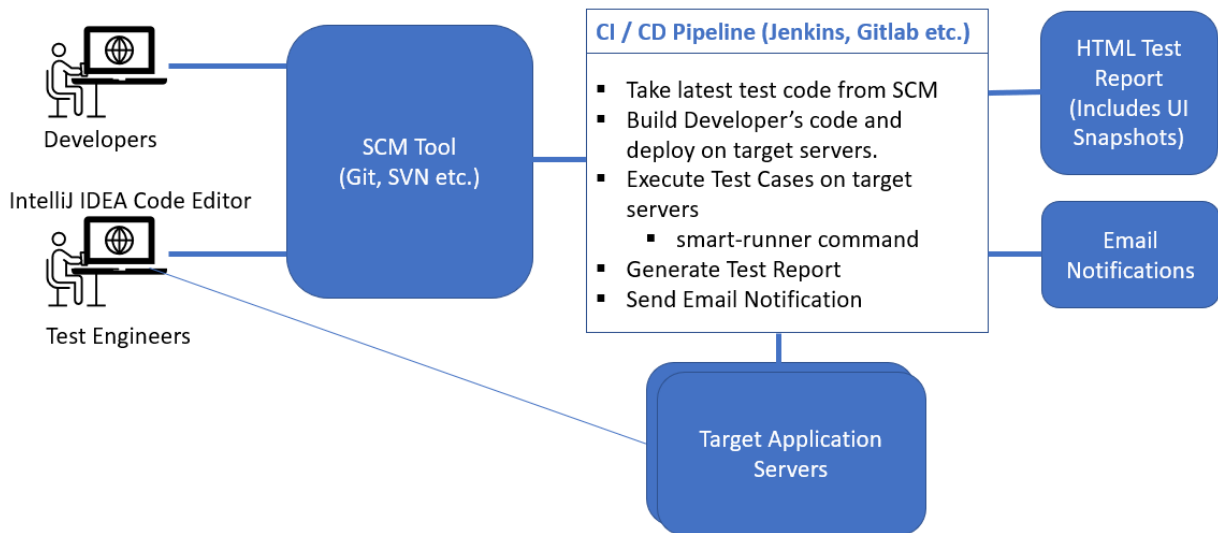 Developers
IntelliJ IDEA Code Editor
Test Engineers
SCM Tool
(Git, SVN etc.)
CI / CD Pipeline (Jenkins, Gitlab etc.)
▪ Take latest test code from SCM
▪ Build Developer’s code and
deploy on target servers.
▪ Execute Test Cases on target
servers
▪ smart-runner command
▪ Generate Test Report
▪ Send Email Notification
HTML Test
Report
(Includes UI
Snapshots)
Email
Notifications
Target Application
Servers